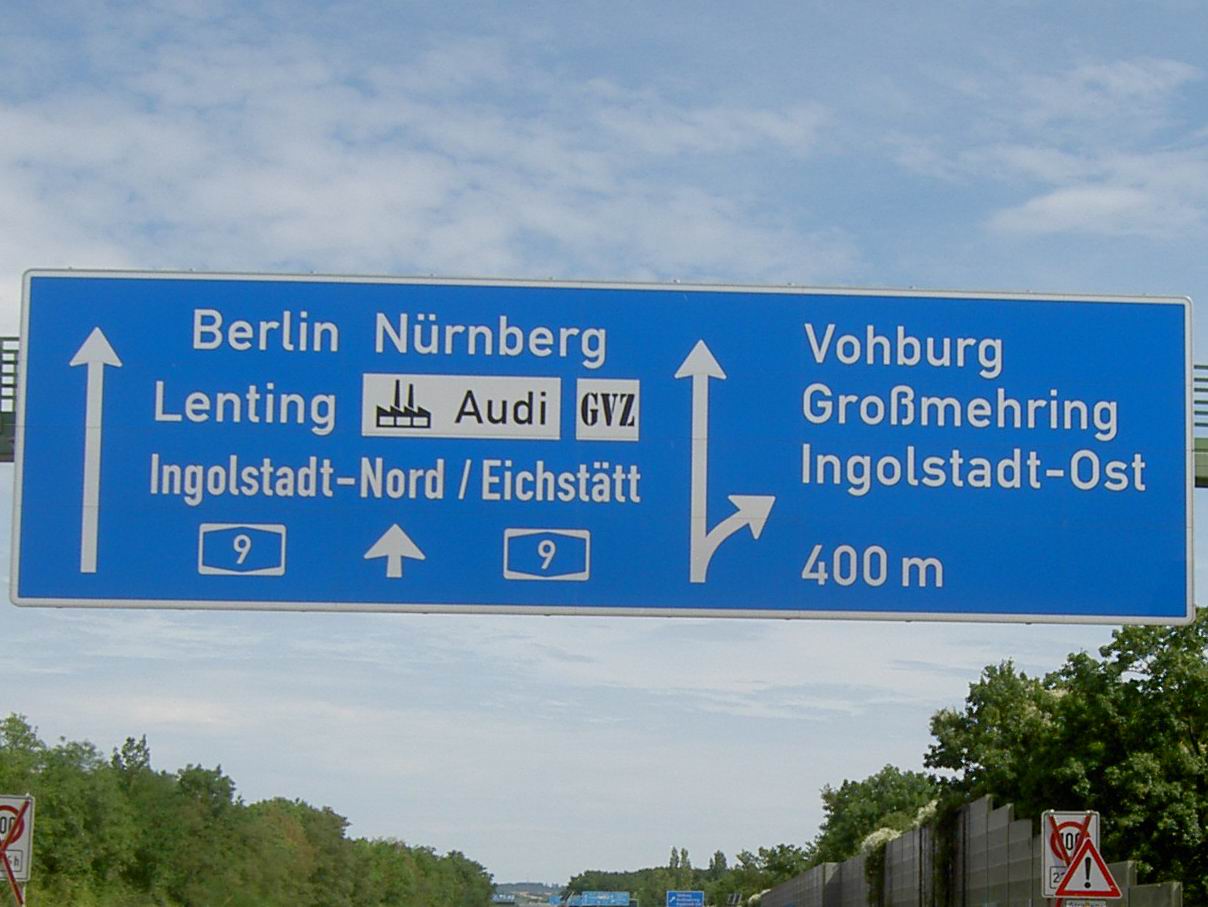 Berlin Nürnberg
Lenting Audi GVZ
Ingolstadt-Nord / Eichstätt
9 9
Vohburg
Großmehring
Ingolstadt-Ost
400 m